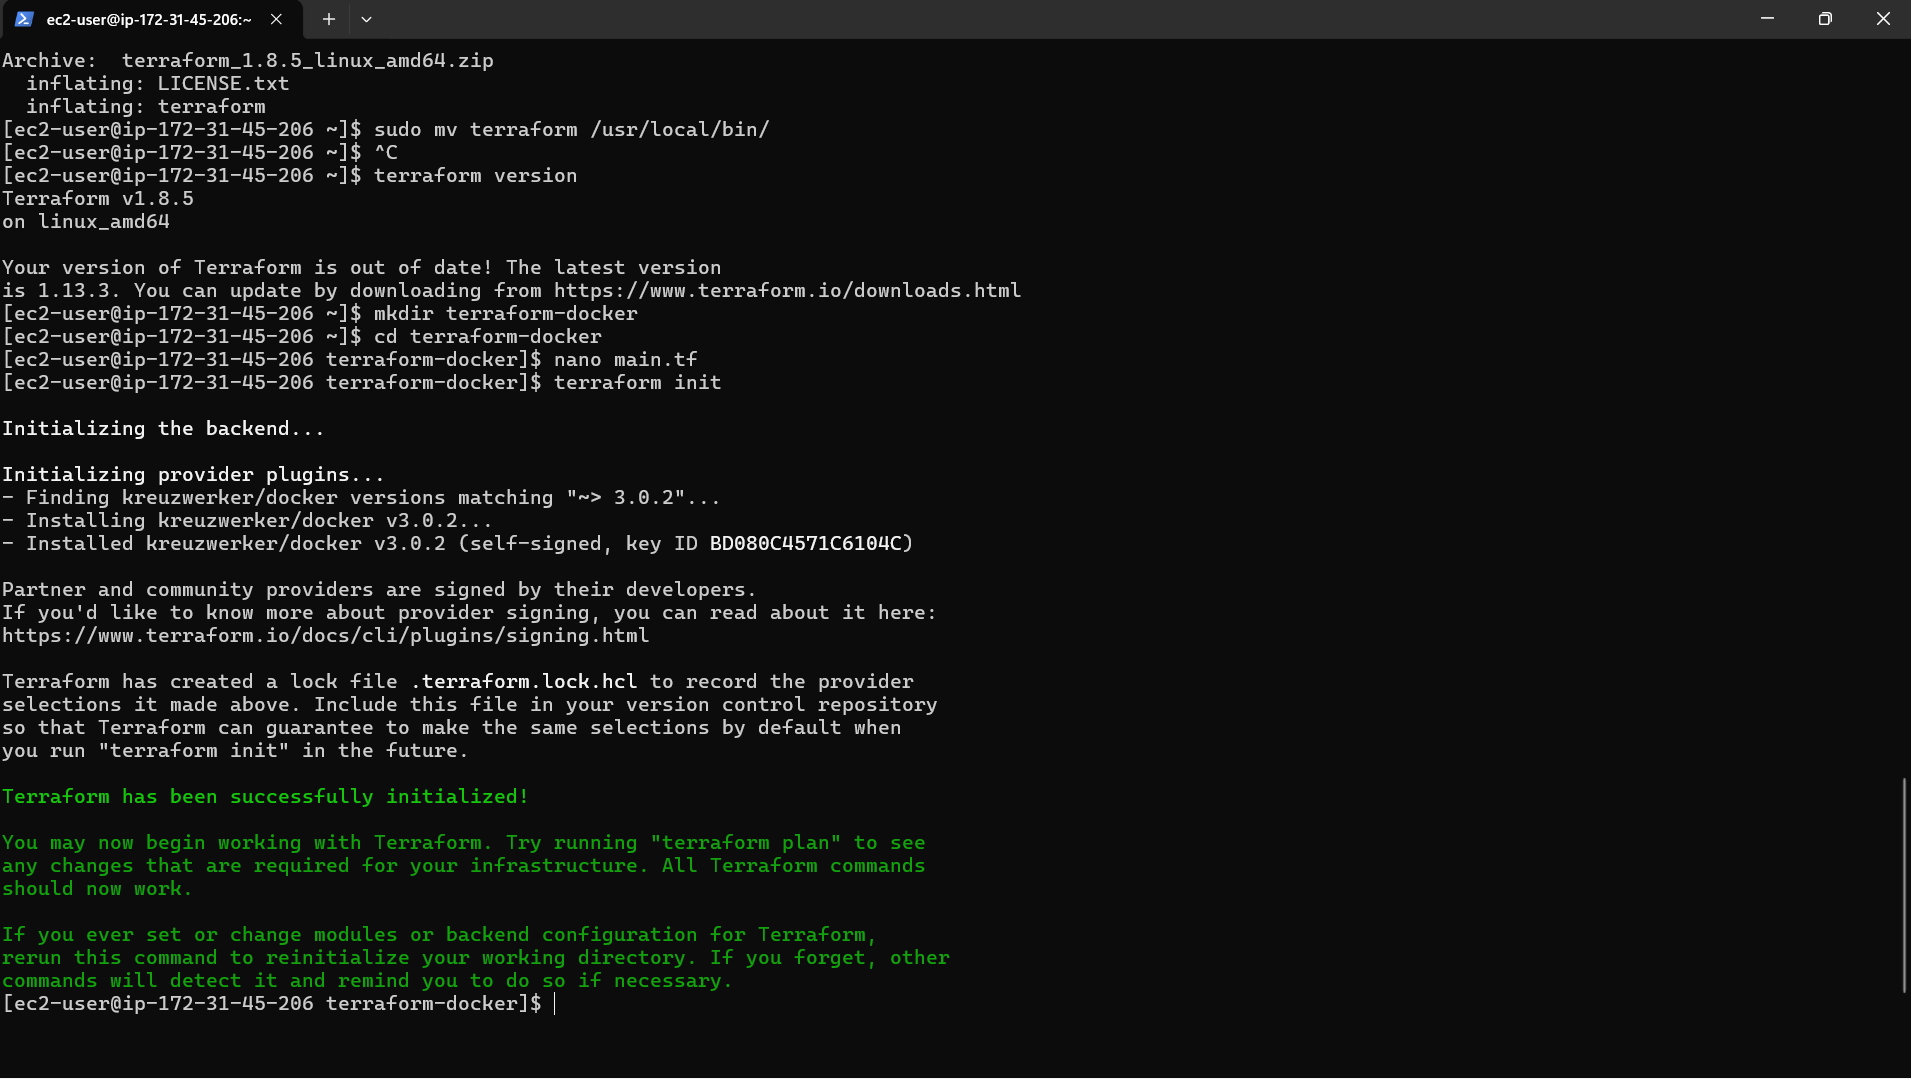 ec2-user@ip-172-31-45-206:~
Archive:  terraform_1.8.5_linux_amd64.zip
  inflating: LICENSE.txt
  inflating: terraform
[ec2-user@ip-172-31-45-206 ~]$ sudo mv terraform /usr/local/bin/
[ec2-user@ip-172-31-45-206 ~]$ ^C
[ec2-user@ip-172-31-45-206 ~]$ terraform version
Terraform v1.8.5
on linux_amd64

Your version of Terraform is out of date! The latest version
is 1.13.3. You can update by downloading from https://www.terraform.io/downloads.html
[ec2-user@ip-172-31-45-206 ~]$ mkdir terraform-docker
[ec2-user@ip-172-31-45-206 ~]$ cd terraform-docker
[ec2-user@ip-172-31-45-206 terraform-docker]$ nano main.tf
[ec2-user@ip-172-31-45-206 terraform-docker]$ terraform init

Initializing the backend...

Initializing provider plugins...
- Finding kreuzwerker/docker versions matching "~> 3.0.2"...
- Installing kreuzwerker/docker v3.0.2...
- Installed kreuzwerker/docker v3.0.2 (self-signed, key ID BD080C4571C6104C)

Partner and community providers are signed by their developers.
If you'd like to know more about provider signing, you can read about it here:
https://www.terraform.io/docs/cli/plugins/signing.html

Terraform has created a lock file .terraform.lock.hcl to record the provider
selections it made above. Include this file in your version control repository
so that Terraform can guarantee to make the same selections by default when
you run "terraform init" in the future.

Terraform has been successfully initialized!

You may now begin working with Terraform. Try running "terraform plan" to see
any changes that are required for your infrastructure. All Terraform commands
should now work.

If you ever set or change modules or backend configuration for Terraform,
rerun this command to reinitialize your working directory. If you forget, other
commands will detect it and remind you to do so if necessary.
[ec2-user@ip-172-31-45-206 terraform-docker]$